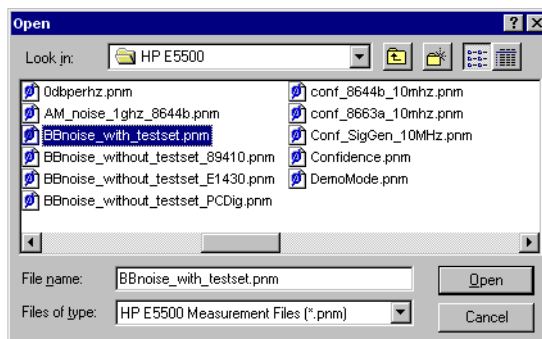 Open
Look in: HP E5500
0dbperhz.pnm
AM_noise_1ghz_8644b.pnm
BBnoise_with_testset.pnm
BBnoise_without_testset_89410.pnm
BBnoise_without_testset_E1430.pnm
BBnoise_without_testset_PCDig.pnm
conf_8644b_10mhz.pnm
conf_8663a_10mhz.pnm
Conf_SigGen_10MHz.pnm
Confidence.pnm
DemoMode.pnm
File name: BBnoise_with_testset.pnm
Open
Files of type: HP E5500 Measurement Files (*.pnm)
Cancel